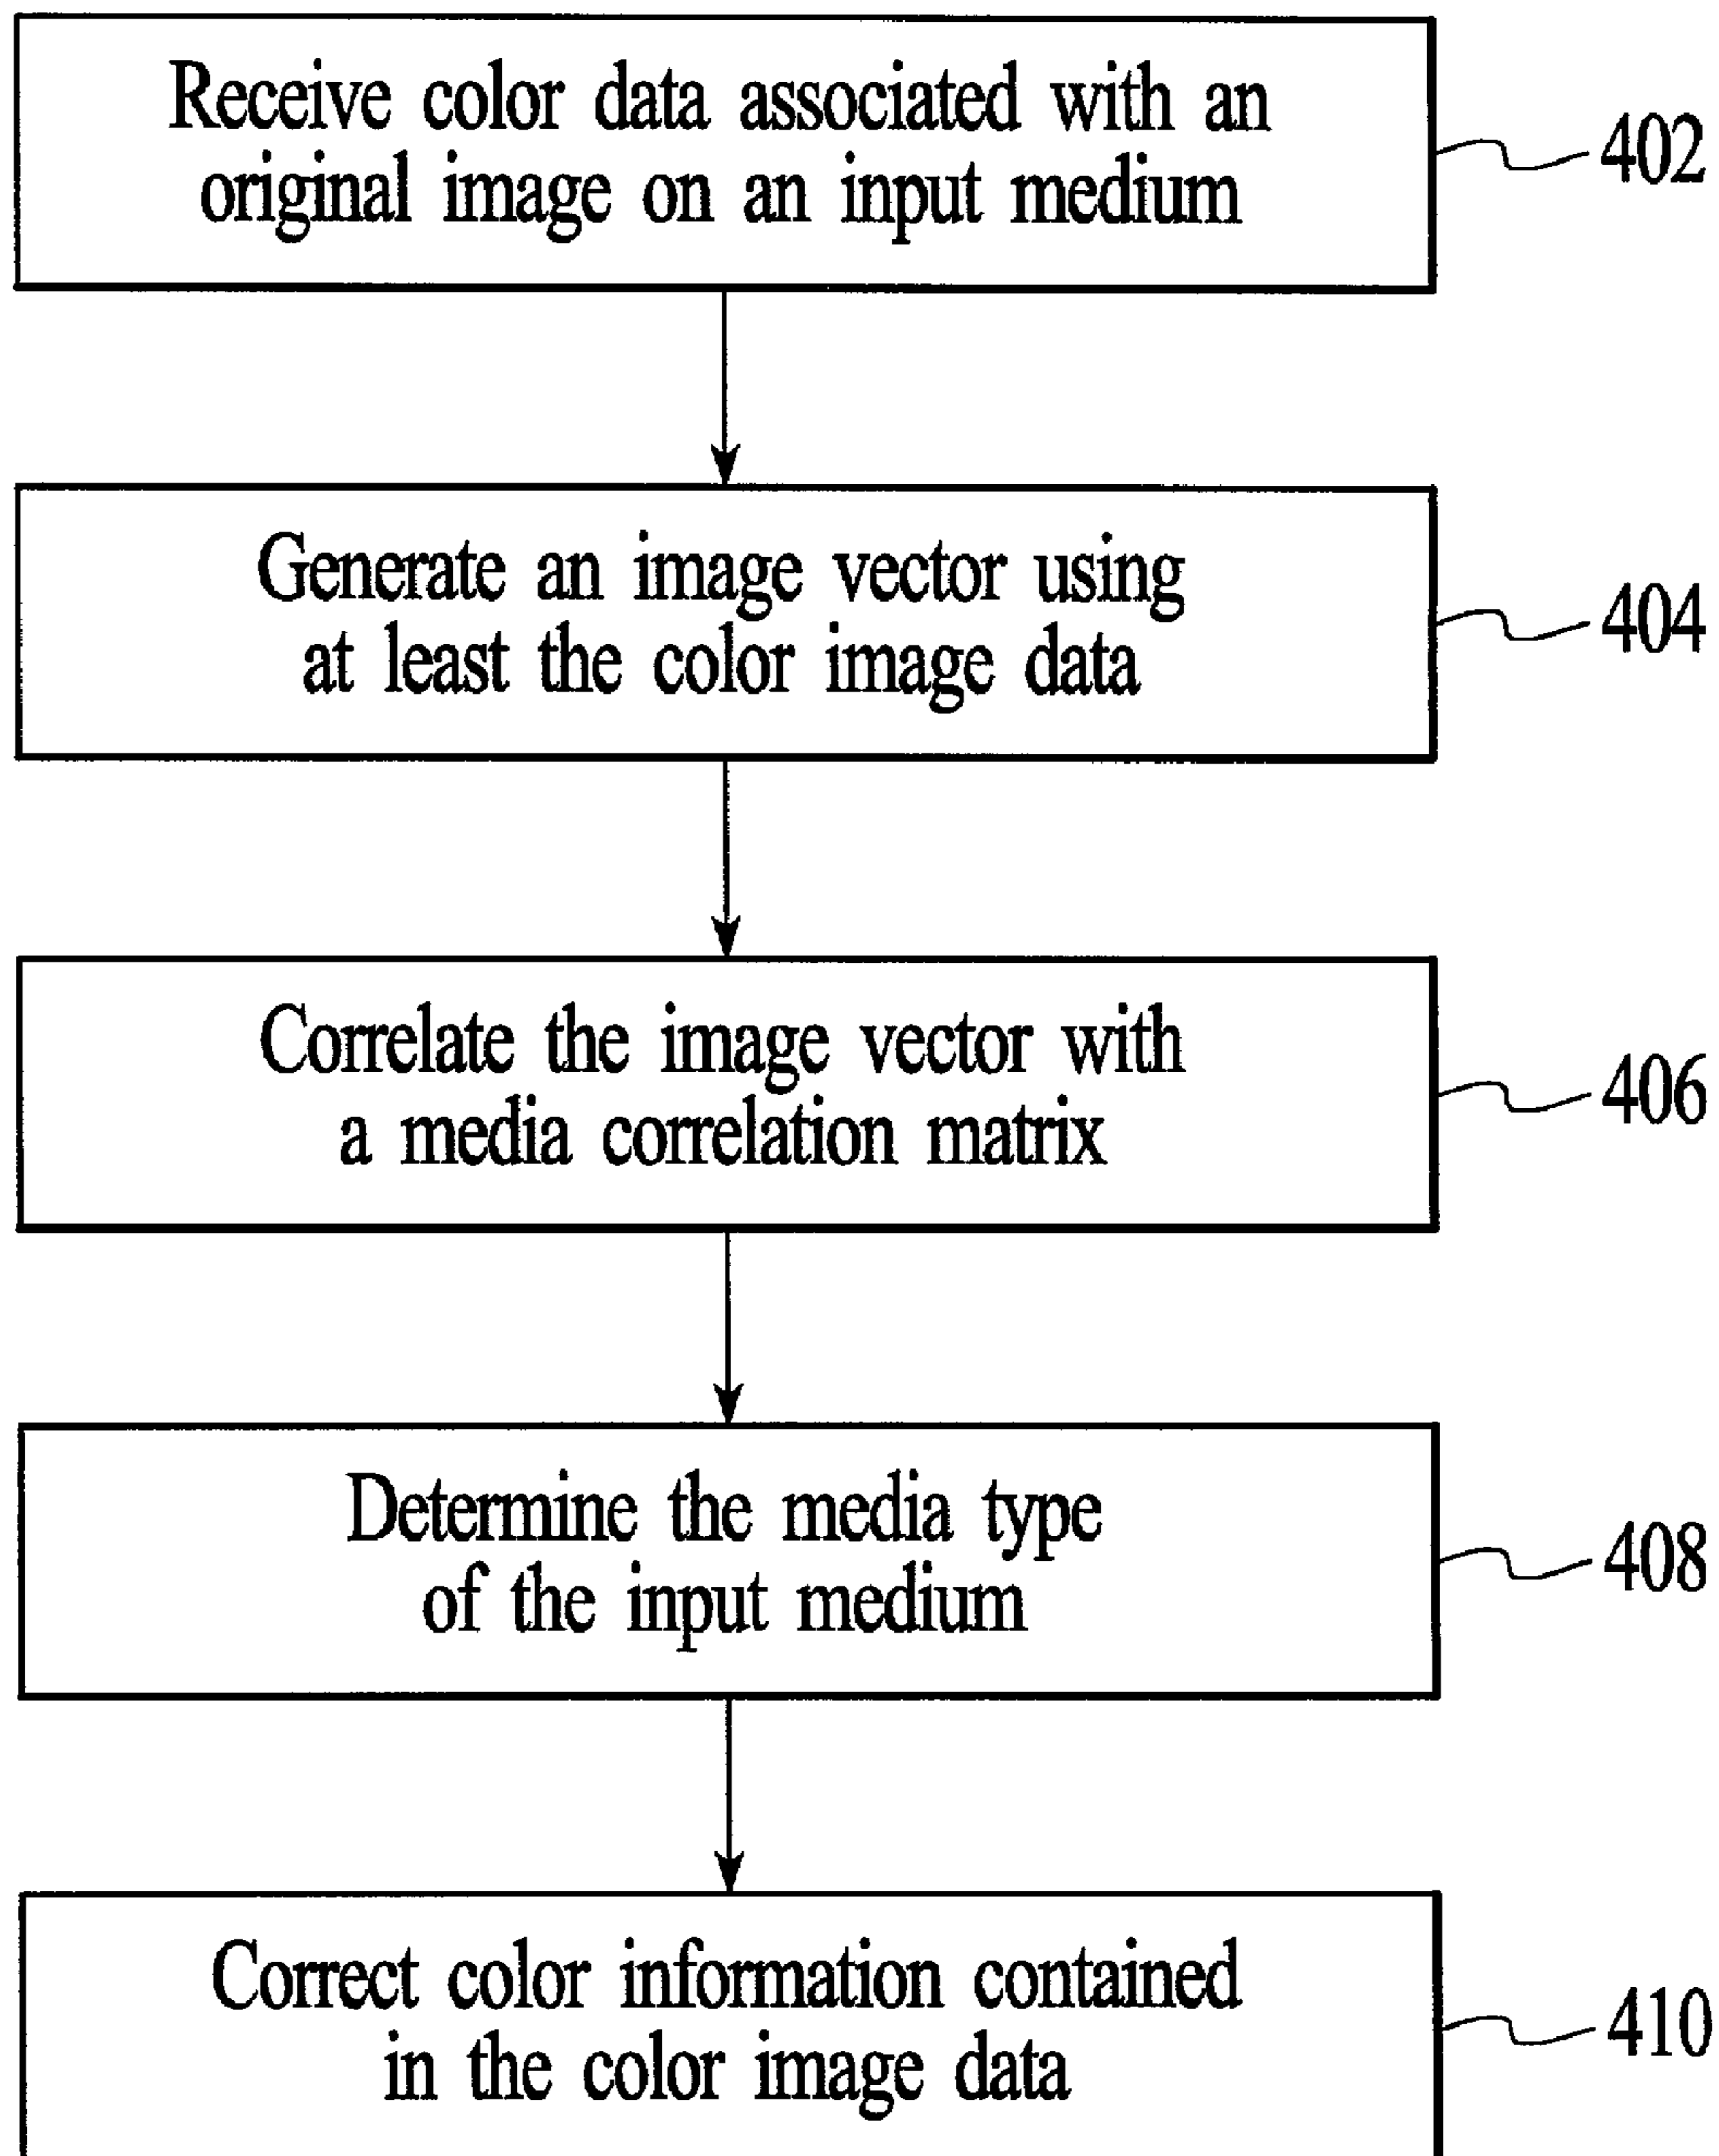 Receive color data associated with an
original image on an input medium
402
Generate an image vector using
at least the color image data
404
Correlate the image vector with
a media correlation matrix
406
Determine the media type
of the input medium
408
Correct color information contained
in the color image data
410